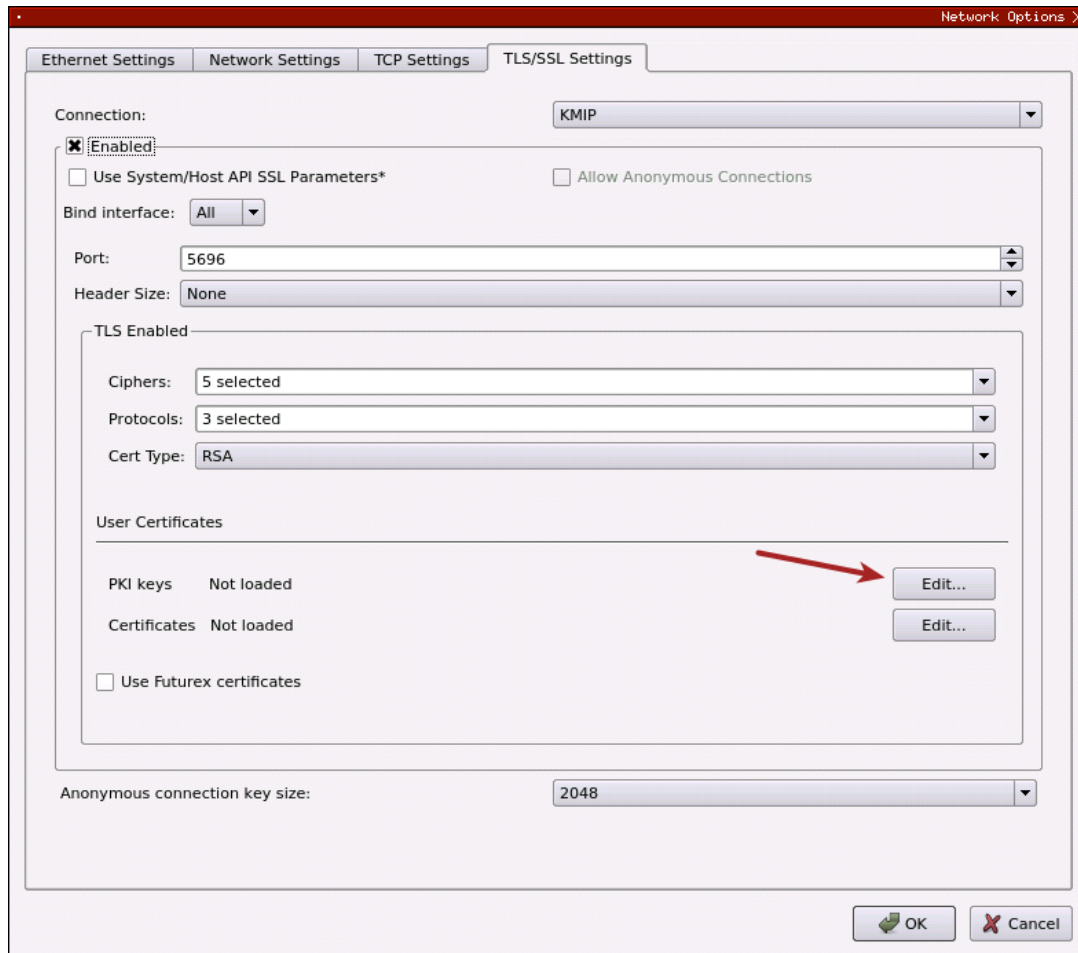 Network Options
Ethernet Settings Network Settings TCP Settings TLS/SSL Settings
Connection: KMIP
Enabled
Use System/Host API SSL Parameters* Allow Anonymous Connections
Bind interface: All
Port: 5696
Header Size: None
TLS Enabled
Ciphers: 5 selected
Protocols: 3 selected
Cert Type: RSA
User Certificates
PKI keys Not loaded Edit...
Certificates Not loaded Edit...
Use Futurex certificates
Anonymous connection key size: 2048
OK Cancel